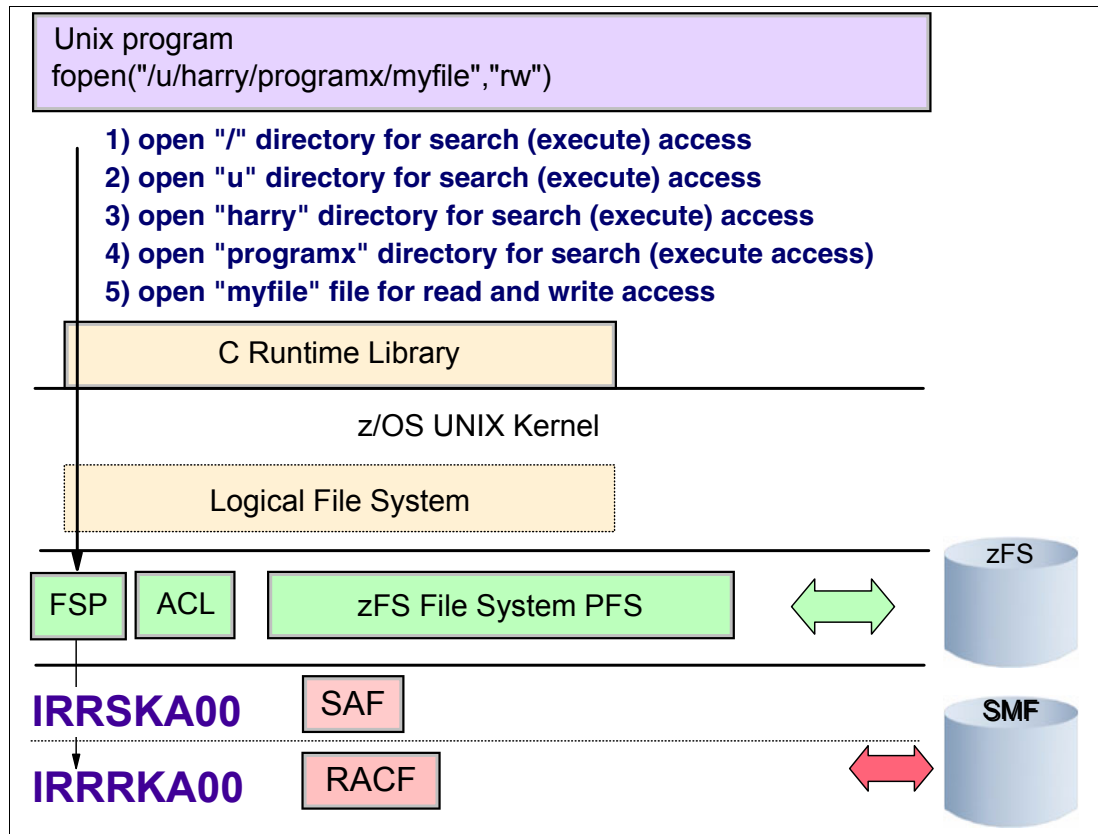 Unix program
fopen("/u/harry/programx/myfile","rw")
1) open "/" directory for search (execute) access
2) open "u" directory for search (execute) access
3) open "harry" directory for search (execute) access
4) open "programx" directory for search (execute access)
5) open "myfile" file for read and write access
C Runtime Library
z/OS UNIX Kernel
Logical File System
zFS
FSP
ACL
zFS File System PFS
IRRSKA00
SAF
SMF
IRRRKA00
RACF